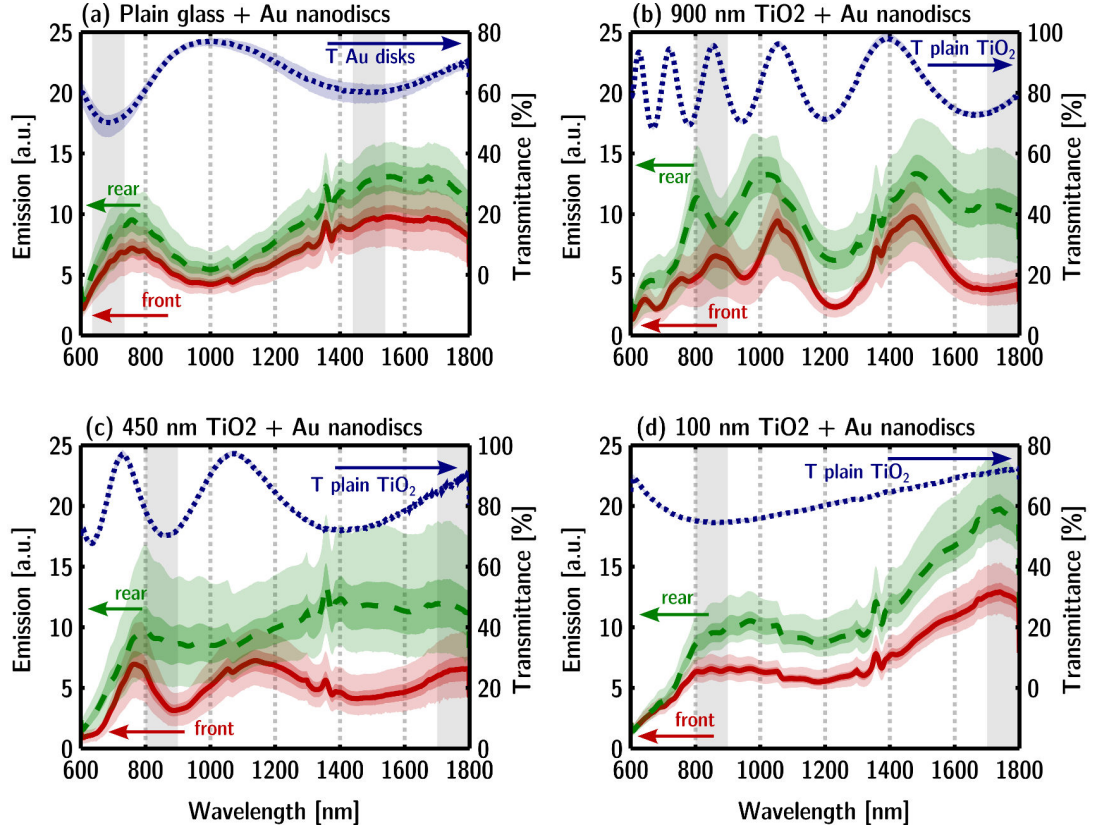 (a) Plain glass + Au nanodiscs
25
20
15
10
5
0
Emission [a.u.]
T Au disks
rear
front
80
60
40
20
0
Transmittance [%]
600 800 1000 1200 1400 1600 1800
(b) 900 nm TiO2 + Au nanodiscs
25
20
15
10
5
0
Emission [a.u.]
T plain TiO₂
rear
front
100
80
60
40
20
0
Transmittance [%]
600 800 1000 1200 1400 1600 1800
(c) 450 nm TiO2 + Au nanodiscs
25
20
15
10
5
0
Emission [a.u.]
T plain TiO₂
rear
front
100
80
60
40
20
0
Transmittance [%]
600 800 1000 1200 1400 1600 1800
Wavelength [nm]
(d) 100 nm TiO2 + Au nanodiscs
25
20
15
10
5
0
Emission [a.u.]
T plain TiO₂
rear
front
80
60
40
20
0
Transmittance [%]
600 800 1000 1200 1400 1600 1800
Wavelength [nm]